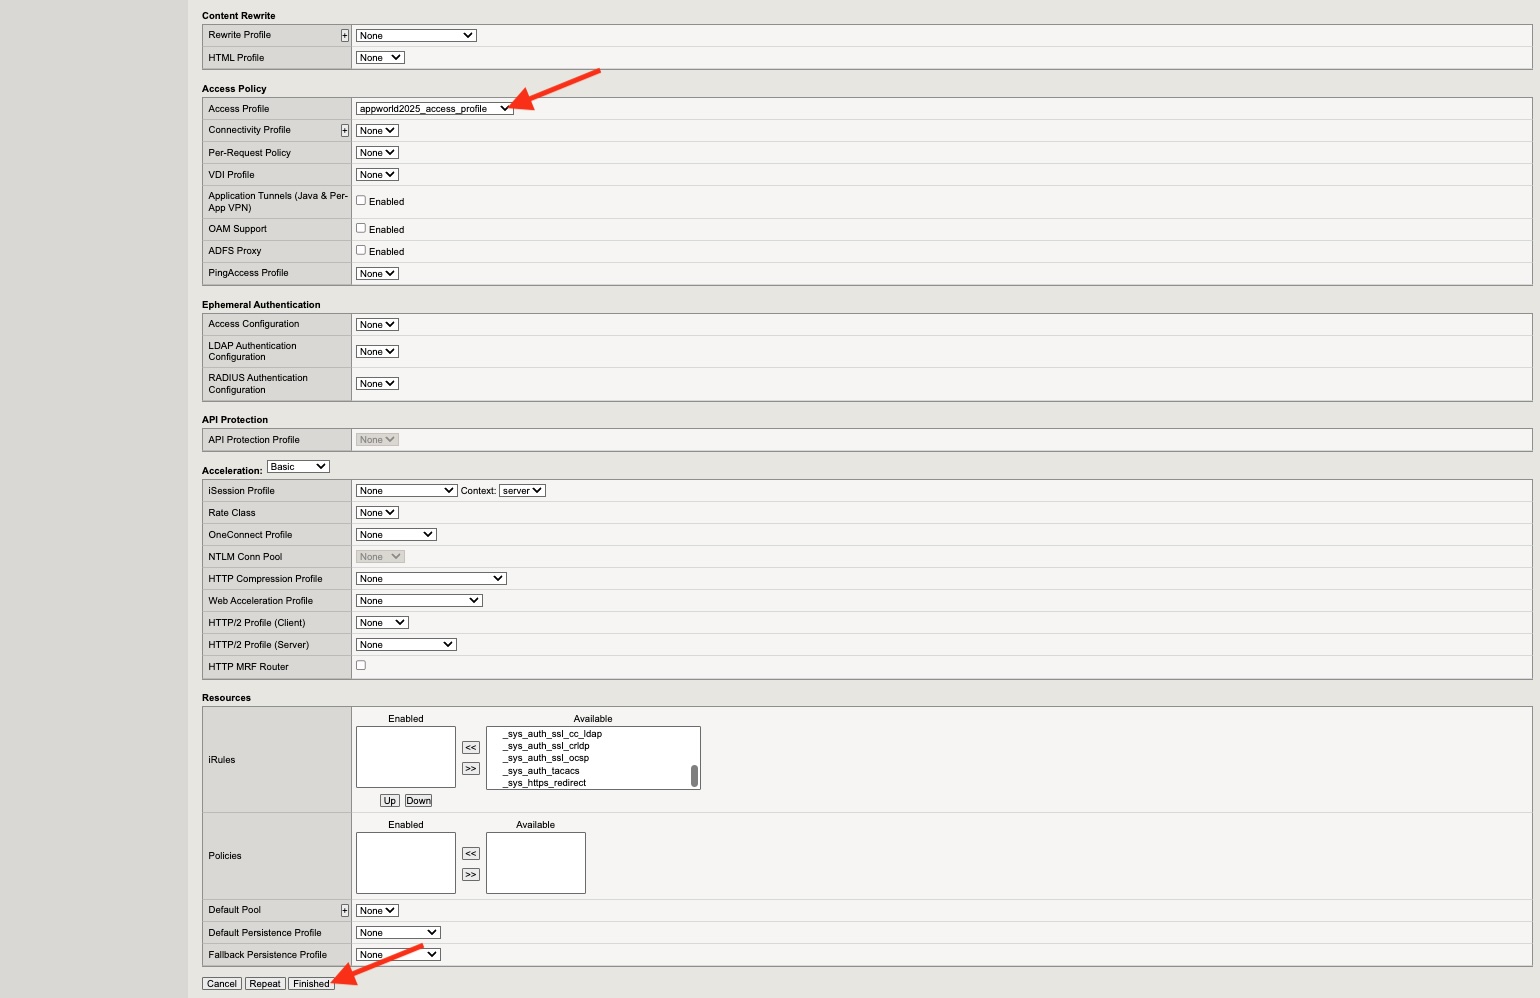 Content Rewrite
Rewrite Profile + None
HTML Profile None
Access Policy
Access Profile appworld2025_access_profile
Connectivity Profile + None
Per-Request Policy None
VDI Profile None
Application Tunnels (Java & Per-
App VPN) Enabled
OAM Support Enabled
ADFS Proxy Enabled
PingAccess Profile None
Ephemeral Authentication
Access Configuration None
LDAP Authentication
Configuration None
RADIUS Authentication
Configuration None
API Protection
API Protection Profile None
Acceleration: Basic
iSession Profile None Context: server
Rate Class None
OneConnect Profile None
NTLM Conn Pool None
HTTP Compression Profile None
Web Acceleration Profile None
HTTP/2 Profile (Client) None
HTTP/2 Profile (Server) None
HTTP MRF Router
Resources
iRules
Enabled Available
_sys_auth_ssl_cc_ldap
_sys_auth_ssl_crldp
<< _sys_auth_ssl_ocsp
>> _sys_auth_tacacs
_sys_https_redirect
Up Down
Policies
Enabled Available
<<
>>
Default Pool + None
Default Persistence Profile None
Fallback Persistence Profile None
Cancel Repeat Finished